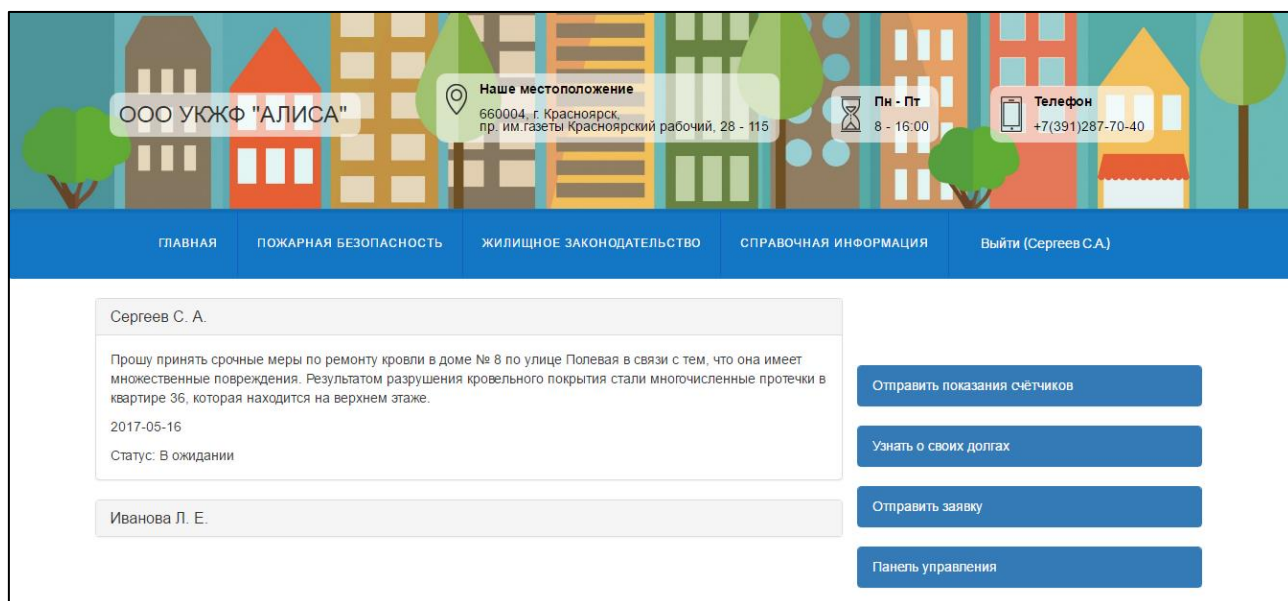 ООО УКЖФ "АЛИСА"
Наше местоположение
660004, г. Красноярск,
пр. им.газеты Красноярский рабочий, 28 - 115
Пн - Пт
8 - 16:00
Телефон
+7(391)287-70-40
ГЛАВНАЯ
ПОЖАРНАЯ БЕЗОПАСНОСТЬ
ЖИЛИЩНОЕ ЗАКОНОДАТЕЛЬСТВО
СПРАВОЧНАЯ ИНФОРМАЦИЯ
Выйти (Сергеев С.А.)
Сергеев С. А.
Прошу принять срочные меры по ремонту кровли в доме № 8 по улице Полевая в связи с тем, что она имеет
множественные повреждения. Результатом разрушения кровельного покрытия стали многочисленные протечки в
квартире 36, которая находится на верхнем этаже.
2017-05-16
Статус: В ожидании
Иванова Л. Е.
Отправить показания счётчиков
Узнать о своих долгах
Отправить заявку
Панель управления